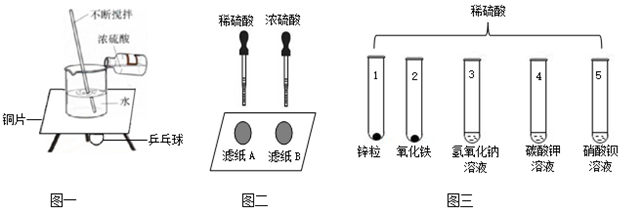 不断搅拌
浓硫酸
水
铜片
乒乓球
图一
稀硫酸 浓硫酸
滤纸A 滤纸B
图二
稀硫酸
1 2 3 4 5
锌粒 氧化铁 氢氧化钠溶液 碳酸钾溶液 硝酸钡溶液
图三